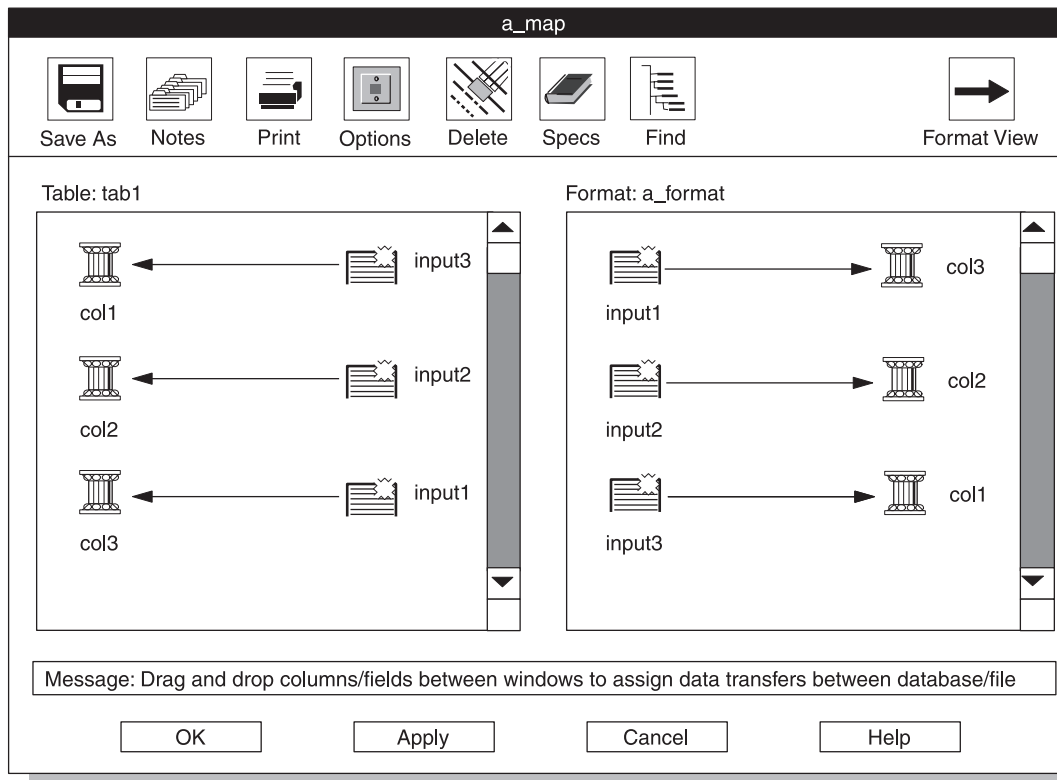 a_map
Save As Notes Print Options Delete Specs Find Format View
Table: tab1 Format: a_format
input3 col3
col1 input1
input2 col2
col2 input2
input1 col1
col3 input3
Message: Drag and drop columns/fields between windows to assign data transfers between database/file
OK Apply Cancel Help